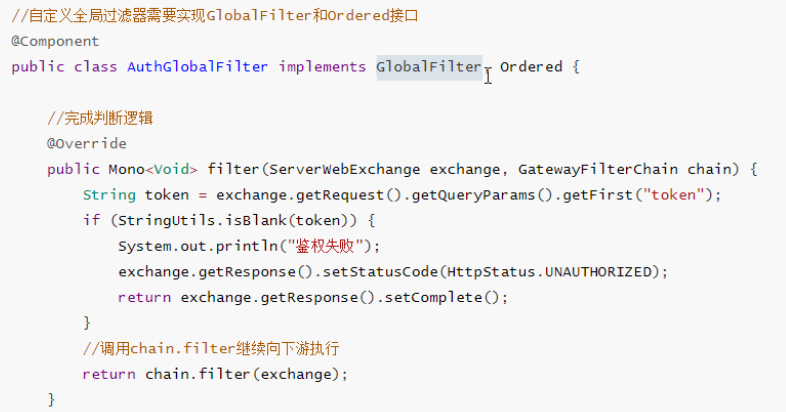 //自定义全局过滤器需要实现GlobalFilter和Ordered接口
@Component
public class AuthGlobalFilter implements GlobalFilter, Ordered {
//完成判断逻辑
@Override
public Mono<Void> filter(ServerWebExchange exchange, GatewayFilterChain chain) {
String token = exchange.getRequest().getQueryParams().getFirst("token");
if (StringUtils.isBlank(token)) {
System.out.println("鉴权失败");
exchange.getResponse().setStatusCode(HttpStatus.UNAUTHORIZED);
return exchange.getResponse().setComplete();
}
//调用chain.filter继续向下游执行
return chain.filter(exchange);
}